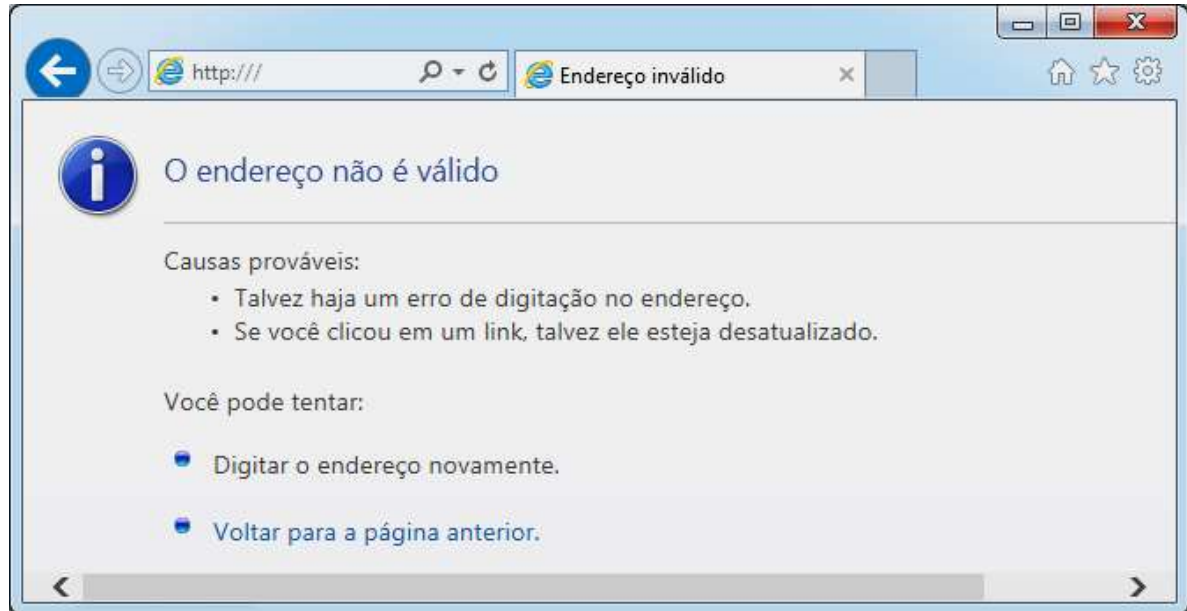 http:///
Endereço inválido
O endereço não é válido
Causas prováveis:
• Talvez haja um erro de digitação no endereço.
• Se você clicou em um link, talvez ele esteja desatualizado.
Você pode tentar:
Digitar o endereço novamente.
Voltar para a página anterior.